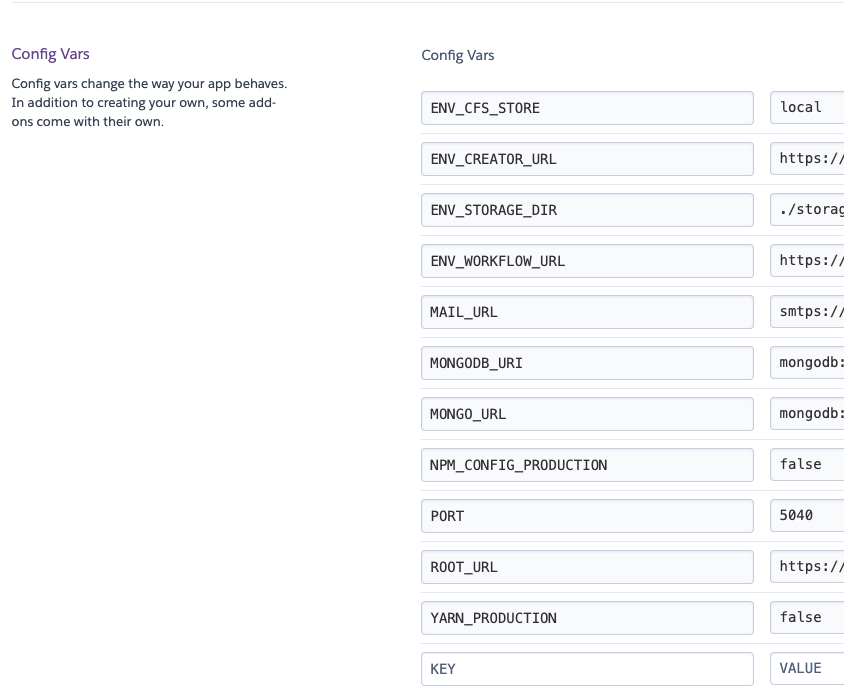 Config Vars
Config vars change the way your app behaves.
In addition to creating your own, some add-
ons come with their own.
Config Vars
ENV_CFS_STORE local
ENV_CREATOR_URL https://
ENV_STORAGE_DIR ./storag
ENV_WORKFLOW_URL https://
MAIL_URL smtps://
MONGODB_URI mongodb:
MONGO_URL mongodb:
NPM_CONFIG_PRODUCTION false
PORT 5040
ROOT_URL https://
YARN_PRODUCTION false
KEY VALUE